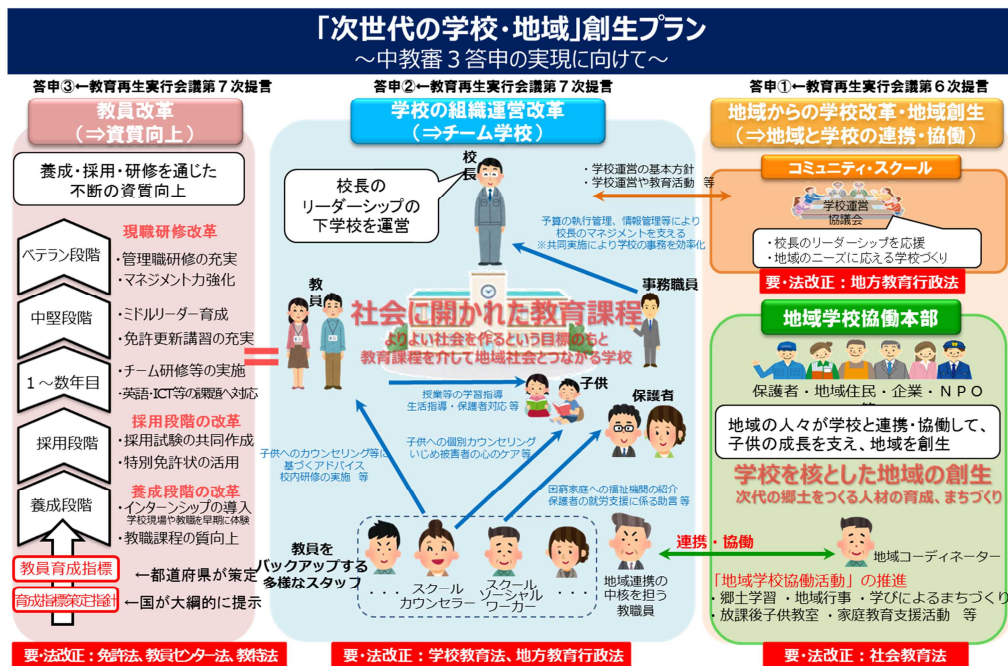 「次世代の学校・地域」創生プラン
～中教審３答申の実現に向けて～
答申③←教育再生実行会議第７次提言
教員改革
（⇒資質向上）
養成・採用・研修を通じた
不断の資質向上
現職研修改革
ベテラン段階
・管理職研修の充実
・マネジメント力強化
中堅段階
・ミドルリーダー育成
・免許更新講習の充実
１～数年目
・チーム研修等の実施
・英語・ICT等の課題へ対応
採用段階の改革
採用段階
・採用試験の共同作成
・特別免許状の活用
養成段階の改革
養成段階
・インターンシップの導入
学校現場や教職を早期に体験
・教職課程の質向上
教員育成指標
←都道府県が策定
育成指標策定指針
←国が大綱的に提示
要・法改正：免許法、教員センター法、教特法
＝
答申②←教育再生実行会議第７次提言
学校の組織運営改革
（⇒チーム学校）
校長
校長の
リーダーシップの
下学校を運営
・学校運営の基本方針
・学校運営や教育活動　等
予算の執行管理、情報管理等により
校長のマネジメントを支える
※共同実施により学校の事務を効率化
教員
事務職員
社会に開かれた教育課程
よりよい社会を作るという目標のもと
教育課程を介して地域社会とつながる学校
授業等の学習指導
生活指導・保護者対応 等
子供
保護者
子供へのカウンセリング等に
基づくアドバイス
校内研修の実施　等
子供への個別カウンセリング
いじめ被害者の心のケア 等
困窮家庭への福祉機関の紹介
保護者の就労支援に係る助言 等
教員を
バックアップする
多様なスタッフ
・・・
スクール
カウンセラー
スクール
ソーシャル
ワーカー
・・・
地域連携の
中核を担う
教職員
要・法改正：学校教育法、地方教育行政法
答申①←教育再生実行会議第６次提言
地域からの学校改革・地域創生
（⇒地域と学校の連携・協働）
コミュニティ・スクール
学校運営
協議会
・校長のリーダーシップを応援
・地域のニーズに応える学校づくり
要・法改正：地方教育行政法
地域学校協働本部
保護者・地域住民・企業・ＮＰＯ
地域の人々が学校と連携・協働して、
子供の成長を支え、地域を創生
学校を核とした地域の創生
次代の郷土をつくる人材の育成、まちづくり
連携・協働
地域コーディネーター
「地域学校協働活動」の推進
・郷土学習 ・地域行事 ・学びによるまちづくり
・放課後子供教室 ・家庭教育支援活動　等
要・法改正：社会教育法